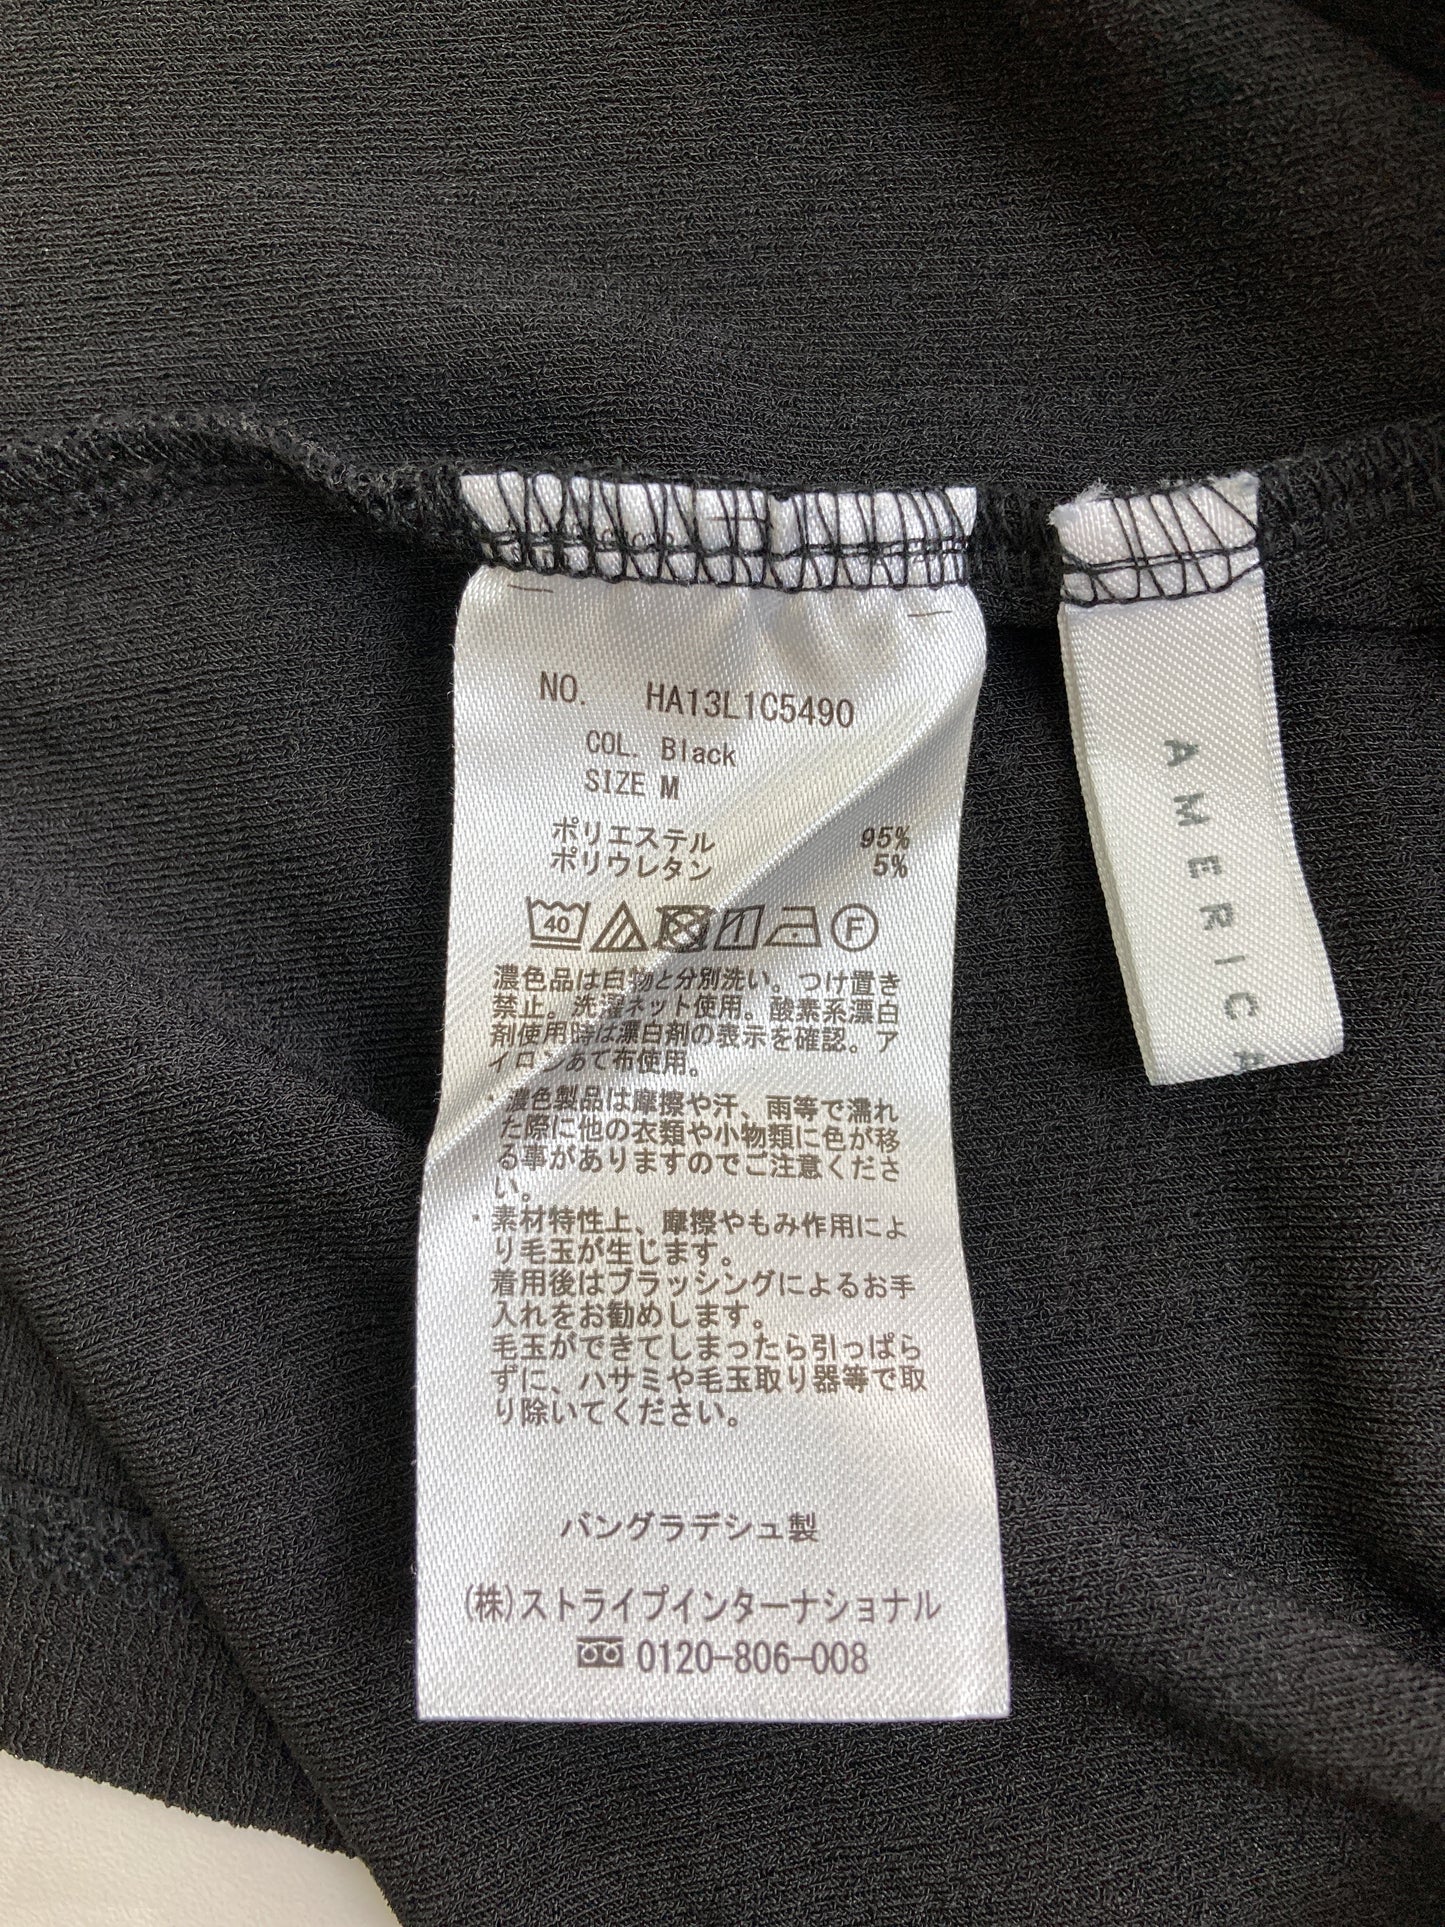 NO. HA13L1C5490
COL. Black
SIZE M
ポリエステル 95%
ポリウレタン 5%
40 F
濃色品は白物と分別洗い。つけ置き
禁止。洗濯ネット使用。酸素系漂白
剤使用時は漂白剤の表示を確認。ア
イロンあて布使用。
・濃色製品は摩擦や汗、雨等で濡れ
た際に他の衣類や小物類に色が移
る事がありますのでご注意くださ
い。
・素材特性上、摩擦やもみ作用によ
り毛玉が生じます。
着用後はブラッシングによるお手
入れをお勧めします。
毛玉ができてしまったら引っぱら
ずに、ハサミや毛玉取り器等で取
り除いてください。
バングラデシュ製
(株)ストライプインターナショナル
0120-806-008
AMERICA